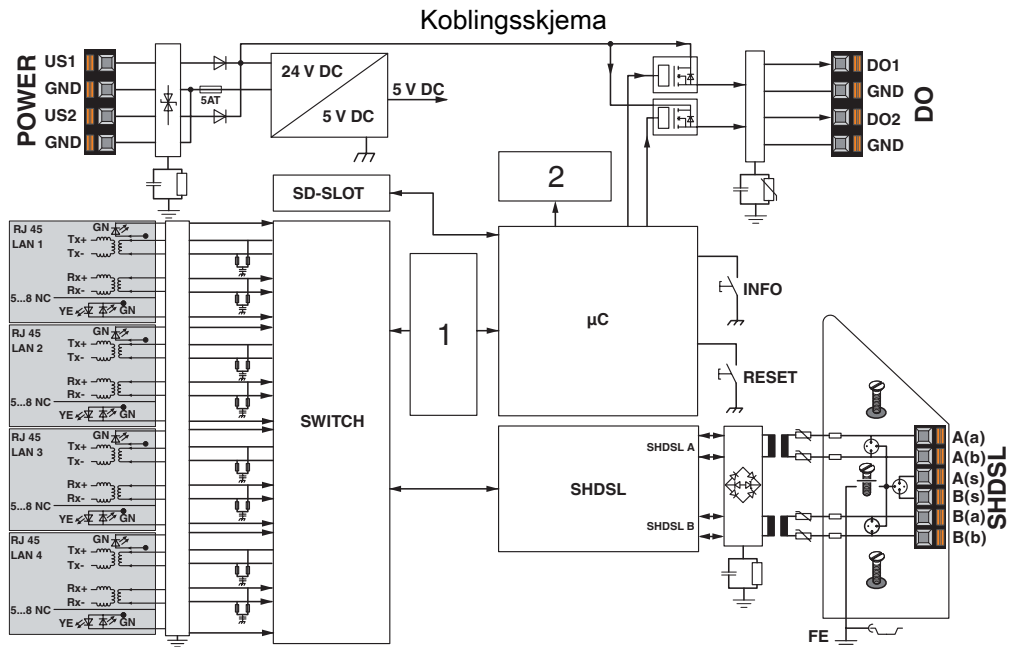 Koblingsskjema
POWER
US1
GND
US2
GND
5AT
24 V DC
5 V DC
5 V DC
DO1
GND
DO2
GND
DO
SD-SLOT
2
RJ 45
LAN 1
GN
Tx+
Tx-
Rx+
Rx-
5...8 NC
YE
GN
RJ 45
LAN 2
GN
Tx+
Tx-
Rx+
Rx-
5...8 NC
YE
GN
RJ 45
LAN 3
GN
Tx+
Tx-
Rx+
Rx-
5...8 NC
YE
GN
RJ 45
LAN 4
GN
Tx+
Tx-
Rx+
Rx-
5...8 NC
YE
GN
SWITCH
1
µC
INFO
RESET
SHDSL
SHDSL A
SHDSL B
A(a)
A(b)
A(s)
B(s)
B(a)
B(b)
SHDSL
FE